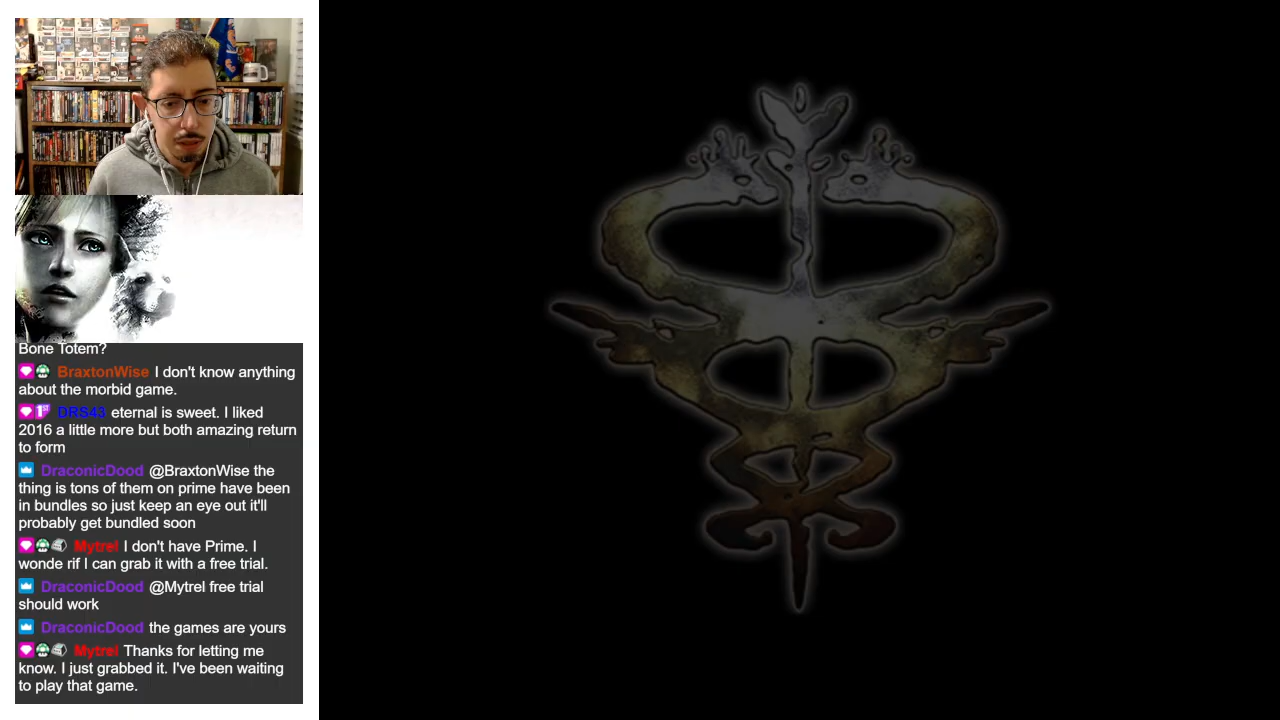 Bone Totem?
BraxtonWise I don't know anything
about the morbid game.
DRS43 eternal is sweet. I liked
2016 a little more but both amazing return
to form
DraconicDood @BraxtonWise the
thing is tons of them on prime have been
in bundles so just keep an eye out it'll
probably get bundled soon
Mytrel I don't have Prime. I
wonde rif I can grab it with a free trial.
DraconicDood @Mytrel free trial
should work
DraconicDood the games are yours
Mytrel Thanks for letting me
know. I just grabbed it. I've been waiting
to play that game.